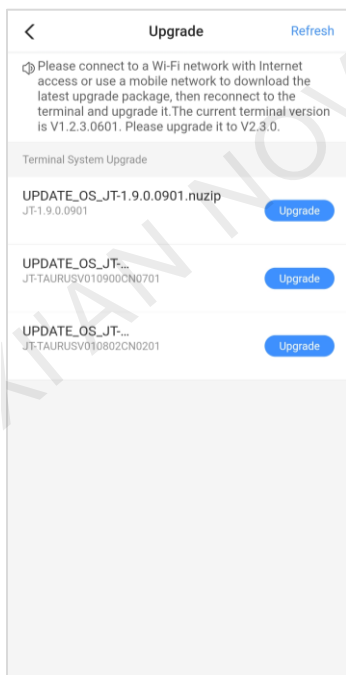 Upgrade
Refresh
Please connect to a Wi-Fi network with Internet
access or use a mobile network to download the
latest upgrade package, then reconnect to the
terminal and upgrade it.The current terminal version
is V1.2.3.0601. Please upgrade it to V2.3.0.
Terminal System Upgrade
UPDATE_OS_JT-1.9.0.0901.nuzip
JT-1.9.0.0901
Upgrade
UPDATE_OS_JT-...
JT-TAURUSV010900CN0701
Upgrade
UPDATE_OS_JT-...
JT-TAURUSV010802CN0201
Upgrade
XIAN NOV